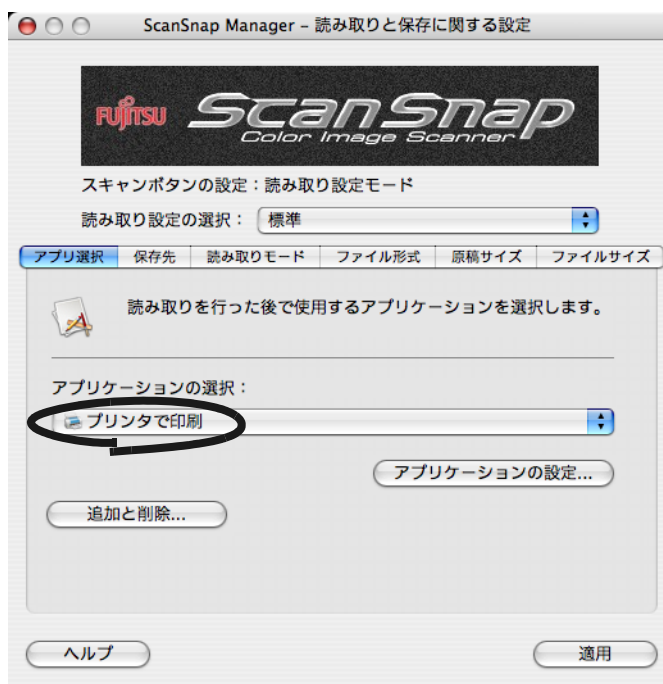 ScanSnap Manager – 読み取りと保存に関する設定
FUJITSU ScanSnap
Color Image Scanner
スキャンボタンの設定：読み取り設定モード
読み取り設定の選択： 標準
アプリ選択 保存先 読み取りモード ファイル形式 原稿サイズ ファイルサイズ
読み取りを行った後で使用するアプリケーションを選択します。
アプリケーションの選択：
プリンタで印刷
アプリケーションの設定...
追加と削除...
ヘルプ 適用